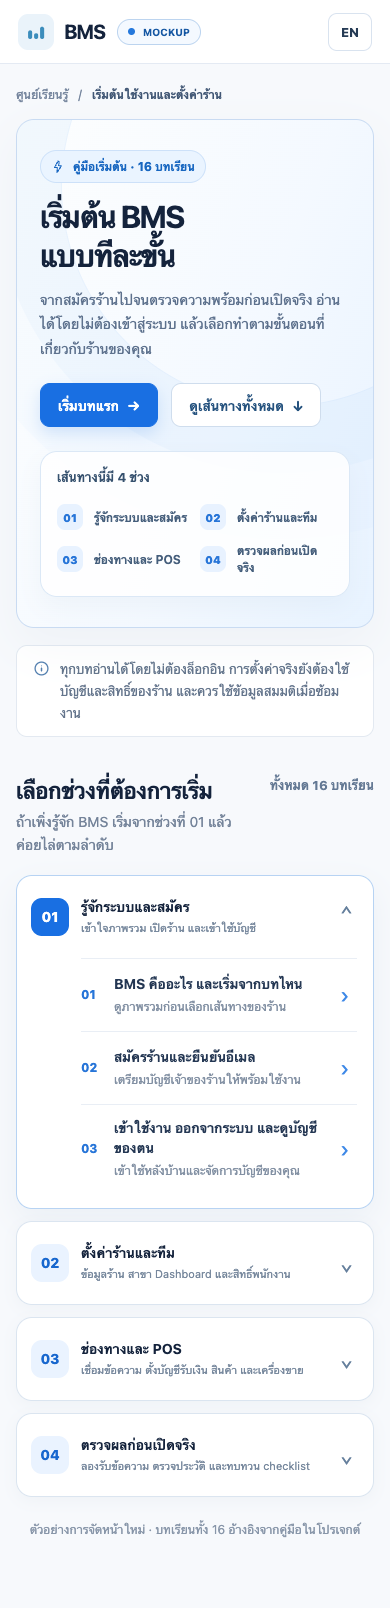 BMS
MOCKUP
EN
ศูนย์เรียนรู้ / เริ่มต้นใช้งานและตั้งค่าร้าน
คู่มือเริ่มต้น · 16 บทเรียน
เริ่มต้น BMS
แบบทีละขั้น
จากสมัครร้านไปจนตรวจความพร้อมก่อนเปิดจริง อ่าน
ได้โดยไม่ต้องเข้าสู่ระบบ แล้วเลือกทำตามขั้นตอนที่
เกี่ยวกับร้านของคุณ
เริ่มบทแรก →
ดูเส้นทางทั้งหมด ↓
เส้นทางนี้มี 4 ช่วง
01 รู้จักระบบและสมัคร
02 ตั้งค่าร้านและทีม
03 ช่องทางและ POS
04 ตรวจผลก่อนเปิด
จริง
ทุกบทอ่านได้โดยไม่ต้องล็อกอิน การตั้งค่าจริงยังต้องใช้
บัญชีและสิทธิ์ของร้าน และควรใช้ข้อมูลสมมติเมื่อซ้อม
งาน
เลือกช่วงที่ต้องการเริ่ม
ทั้งหมด 16 บทเรียน
ถ้าเพิ่งรู้จัก BMS เริ่มจากช่วงที่ 01 แล้ว
ค่อยไล่ตามลำดับ
01 รู้จักระบบและสมัคร
เข้าใจภาพรวม เปิดร้าน และเข้าใช้บัญชี
01 BMS คืออะไร และเริ่มจากบทไหน
ดูภาพรวมก่อนเลือกเส้นทางของร้าน
02 สมัครร้านและยืนยันอีเมล
เตรียมบัญชีเจ้าของร้านให้พร้อมใช้งาน
03 เข้าใช้งาน ออกจากระบบ และดูบัญชี
ของตน
เข้าใช้หลังบ้านและจัดการบัญชีของคุณ
02 ตั้งค่าร้านและทีม
ข้อมูลร้าน สาขา Dashboard และสิทธิ์พนักงาน
03 ช่องทางและ POS
เชื่อมข้อความ ตั้งบัญชีรับเงิน สินค้า และเครื่องขาย
04 ตรวจผลก่อนเปิดจริง
ลองรับข้อความ ตรวจประวัติ และทบทวน checklist
ตัวอย่างการจัดหน้าใหม่ · บทเรียนทั้ง 16 อ้างอิงจากคู่มือในโปรเจกต์